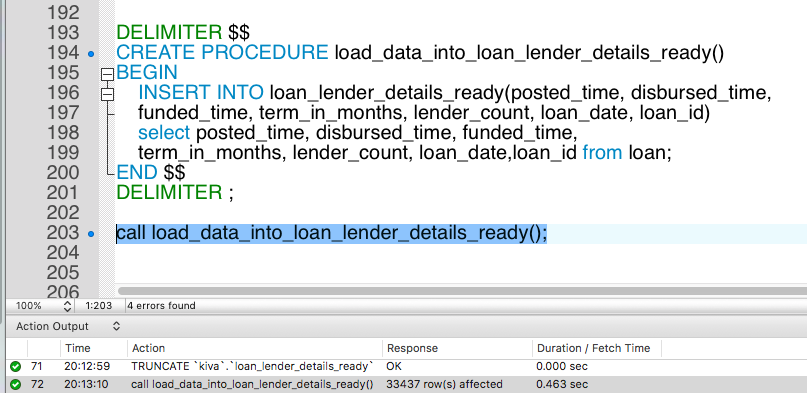 192
193 DELIMITER $$
194 CREATE PROCEDURE load_data_into_loan_lender_details_ready()
195 BEGIN
196 INSERT INTO loan_lender_details_ready(posted_time, disbursed_time,
197 funded_time, term_in_months, lender_count, loan_date, loan_id)
198 select posted_time, disbursed_time, funded_time,
199 term_in_months, lender_count, loan_date,loan_id from loan;
200 END $$
201 DELIMITER ;
202
203 call load_data_into_loan_lender_details_ready();
204
205
206
100% 1:203 4 errors found
Action Output
Time Action Response Duration / Fetch Time
71 20:12:59 TRUNCATE `kiva`.`loan_lender_details_ready` OK 0.000 sec
72 20:13:10 call load_data_into_loan_lender_details_ready() 33437 row(s) affected 0.463 sec